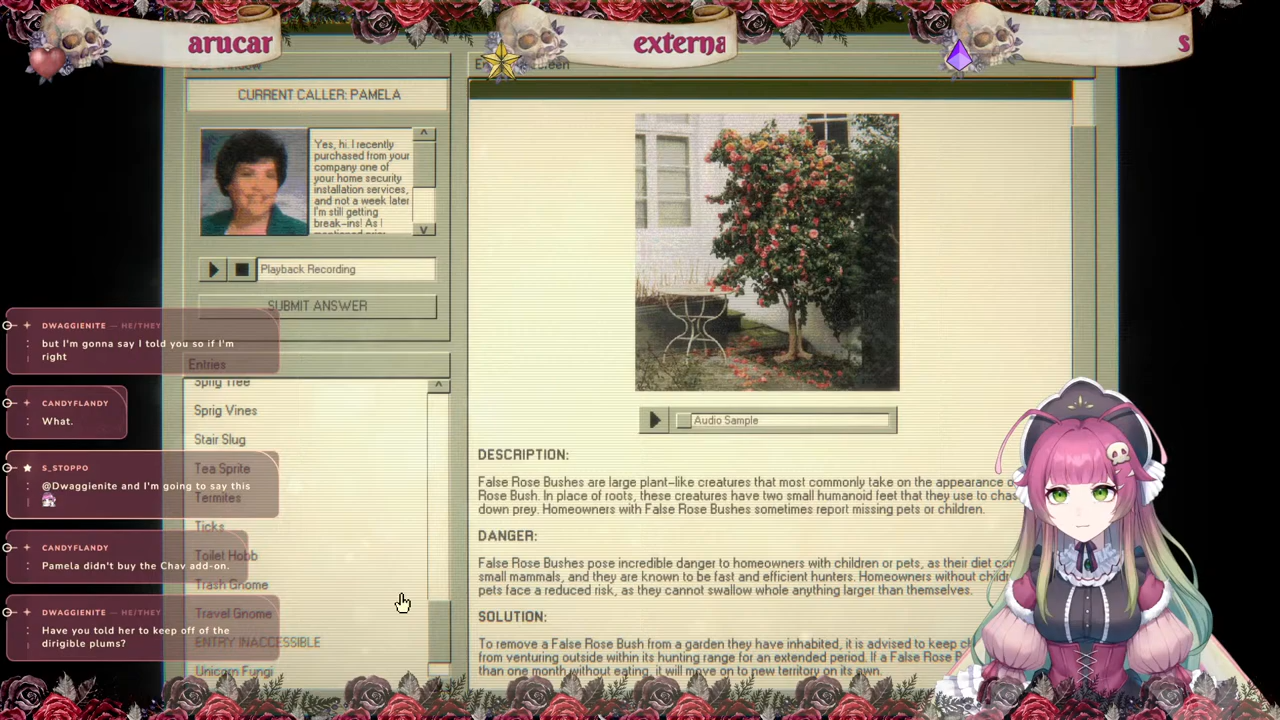 arucar
externa
s
CURRENT CALLER: PAMELA
Yes, hi. I recently
purchased from your
company one of
your home security
installation services,
and not a week later
I'm still getting
break-ins! As I
Playback Recording
SUBMIT ANSWER
Entries
Sprig Tree
Sprig Vines
Stair Slug
Tea Sprite
Termites
Ticks
Toilet Hobb
Trash Gnome
Travel Gnome
ENTRY INACCESSIBLE
Unicorn Fungi
DWAGGIENITE — HE/THEY
but I'm gonna say I told you so if I'm
right
CANDYFLANDY
What.
S_STOPPO
@Dwaggienite and I'm going to say this
CANDYFLANDY
Pamela didn't buy the Chav add-on.
DWAGGIENITE — HE/THEY
Have you told her to keep off of the
dirigible plums?
Audio Sample
DESCRIPTION:
False Rose Bushes are large plant-like creatures that most commonly take on the appearance
Rose Bush. In place of roots, these creatures have two small humanoid feet that they use to
down prey. Homeowners with False Rose Bushes sometimes report missing pets or children.
DANGER:
False Rose Bushes pose incredible danger to homeowners with children or pets, as their diet
small mammals, and they are known to be fast and efficient hunters. Homeowners without
pets face a reduced risk, as they cannot swallow whole anything larger than themselves.
SOLUTION:
To remove a False Rose Bush from a garden they have inhabited, it is advised to keep
from venturing outside within its hunting range for an extended period. If a False Rose
than one month without eating, it will move on to new territory on its own.